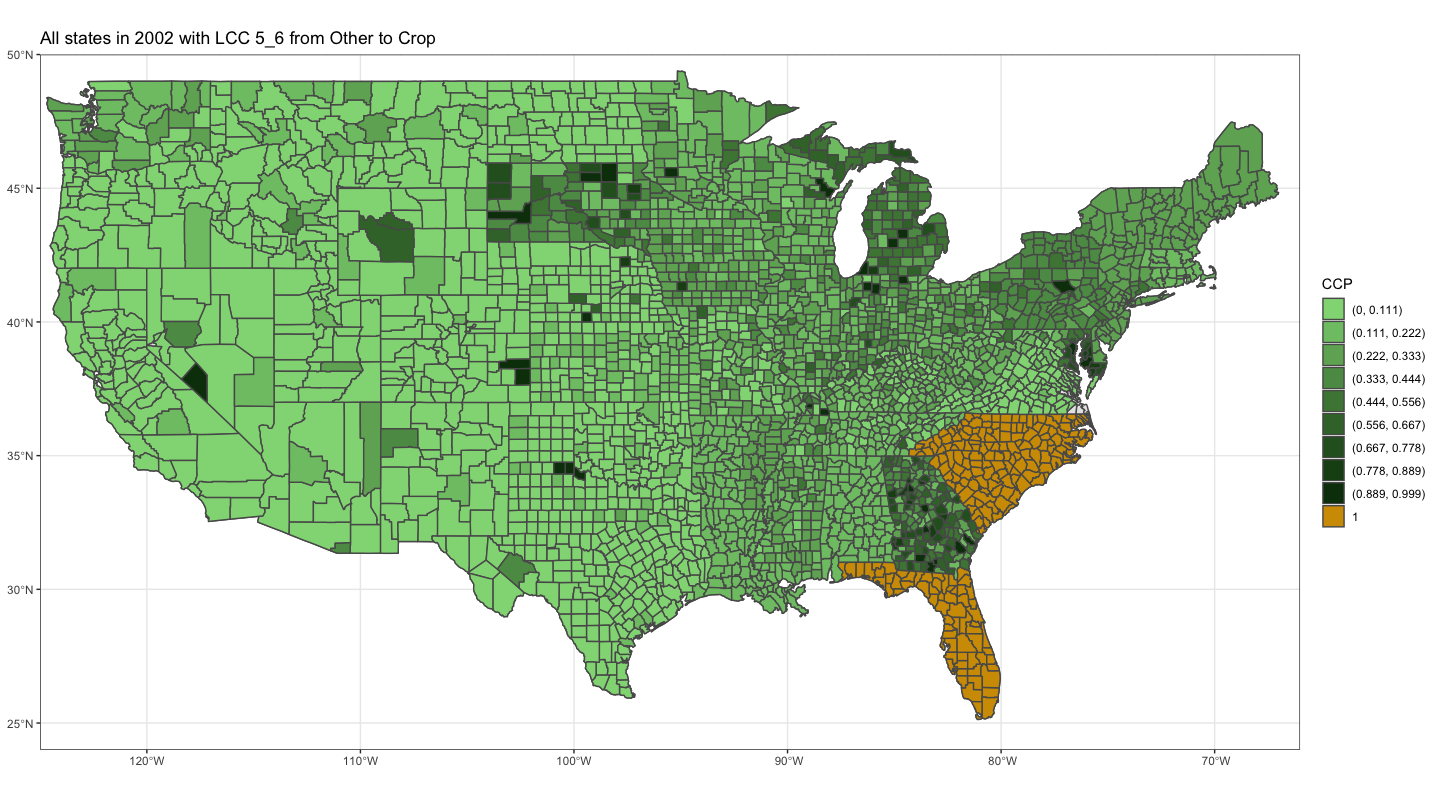 All states in 2002 with LCC 5_6 from Other to Crop
50°N
45°N
40°N
35°N
30°N
25°N
120°W
110°W
100°W
90°W
80°W
70°W
CCP
(0, 0.111)
(0.111, 0.222)
(0.222, 0.333)
(0.333, 0.444)
(0.444, 0.556)
(0.556, 0.667)
(0.667, 0.778)
(0.778, 0.889)
(0.889, 0.999)
1